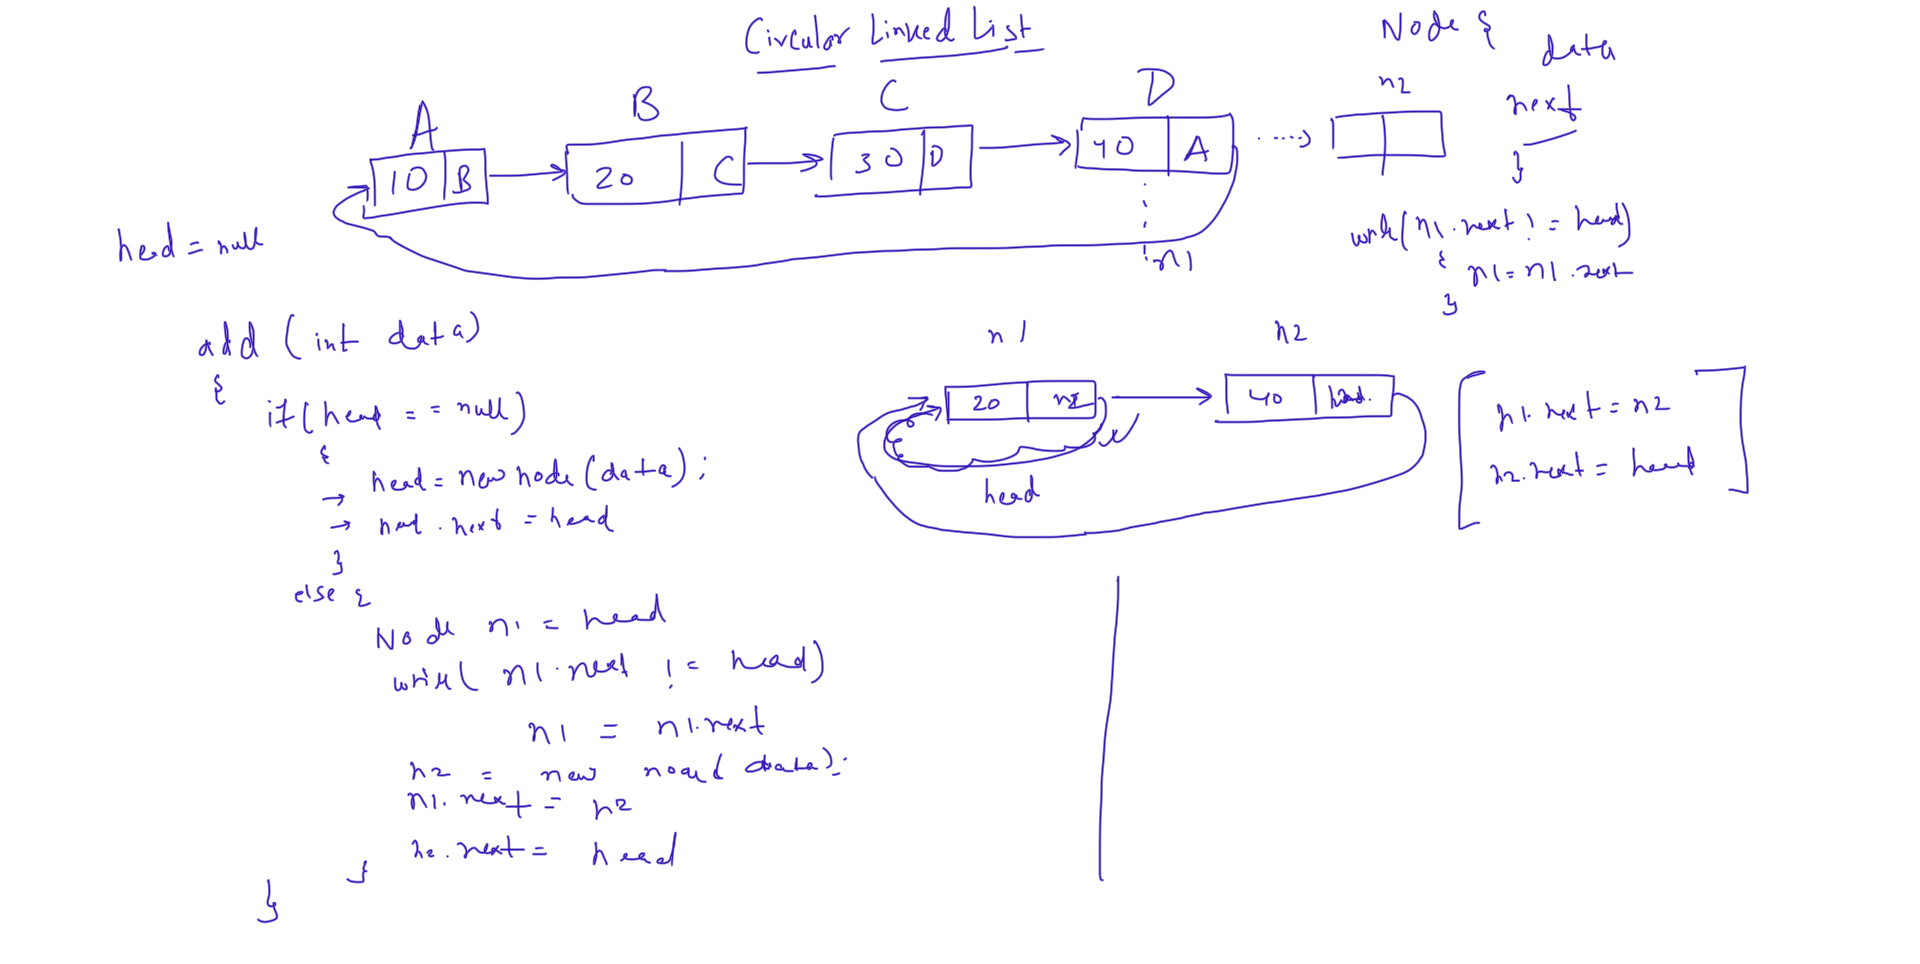 Circular Linked List
Node {
data
next
}
n2
A B C D
10 B 20 C 30 D 40 A
n1
head = null
while(n1.next != head)
{
n1 = n1.next
}
add (int data)
{
if(head == null)
{
→ head = new node(data);
→ head.next = head
}
else {
Node n1 = head
while( n1.next != head)
n1 = n1.next
n2 = new node(data);
n1.next = n2
n2.next = head
}
}
n1 n2
20 n2 40 head.
head
n1.next = n2
n2.next = head